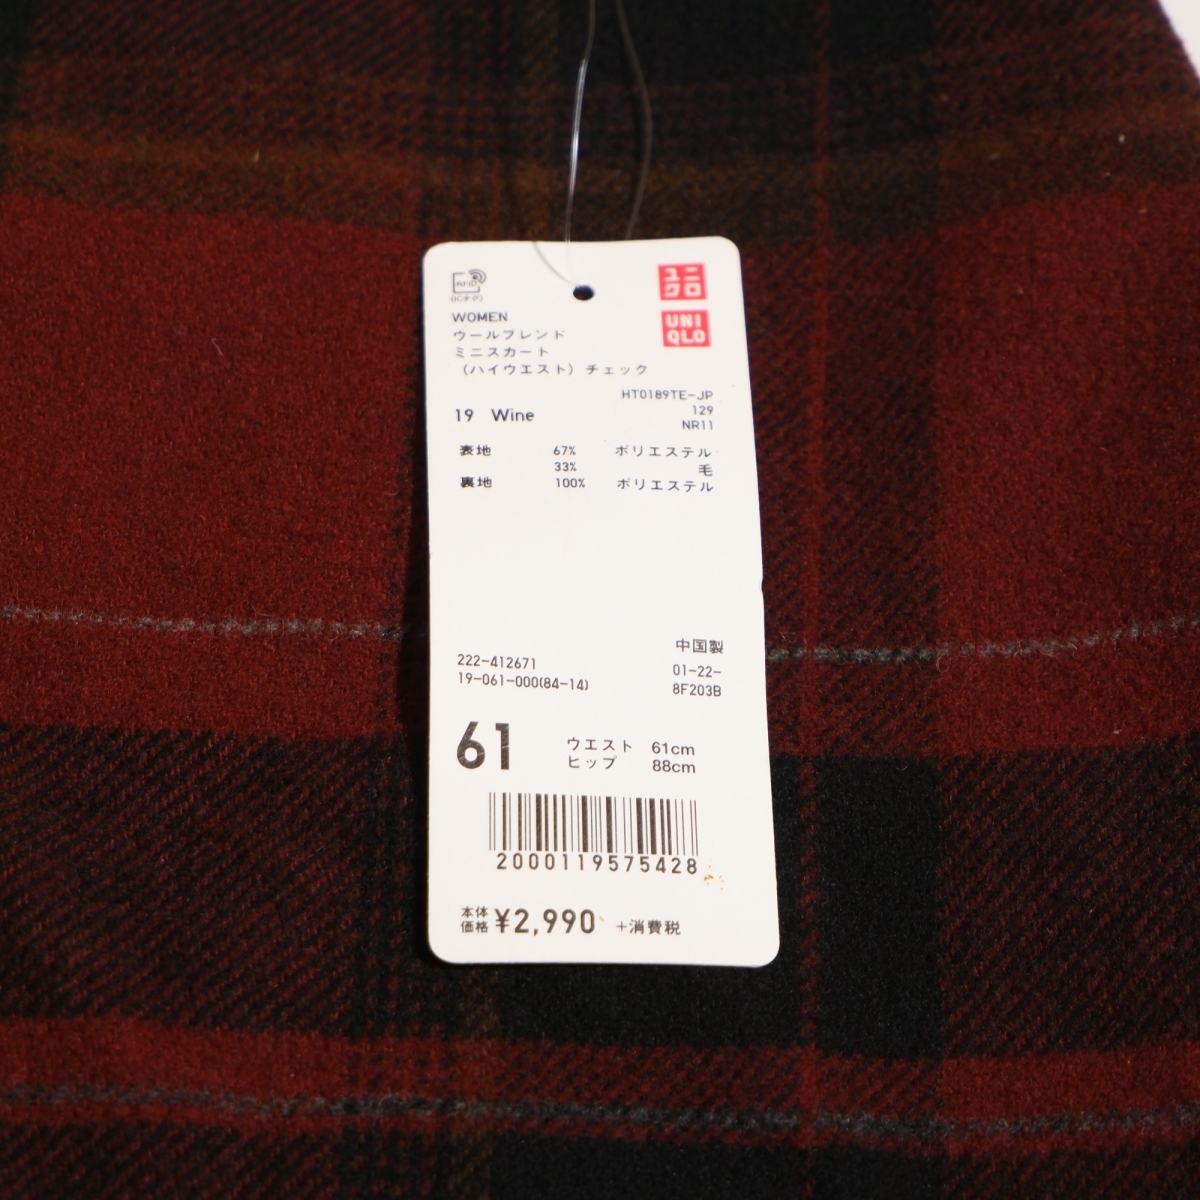 RFID
(ICタグ)
ユニ
クロ
UNI
QLO
WOMEN
ウールブレンド
ミニスカート
(ハイウエスト) チェック
HT0189TE-JP
19 Wine 129
NR11
表地 67% ポリエステル
33% 毛
裏地 100% ポリエステル
中国製
222-412671 01-22-
19-061-000(84-14) 8F203B
61 ウエスト 61cm
ヒップ 88cm
2000119575428
本体
価格 ¥2,990 +消費税